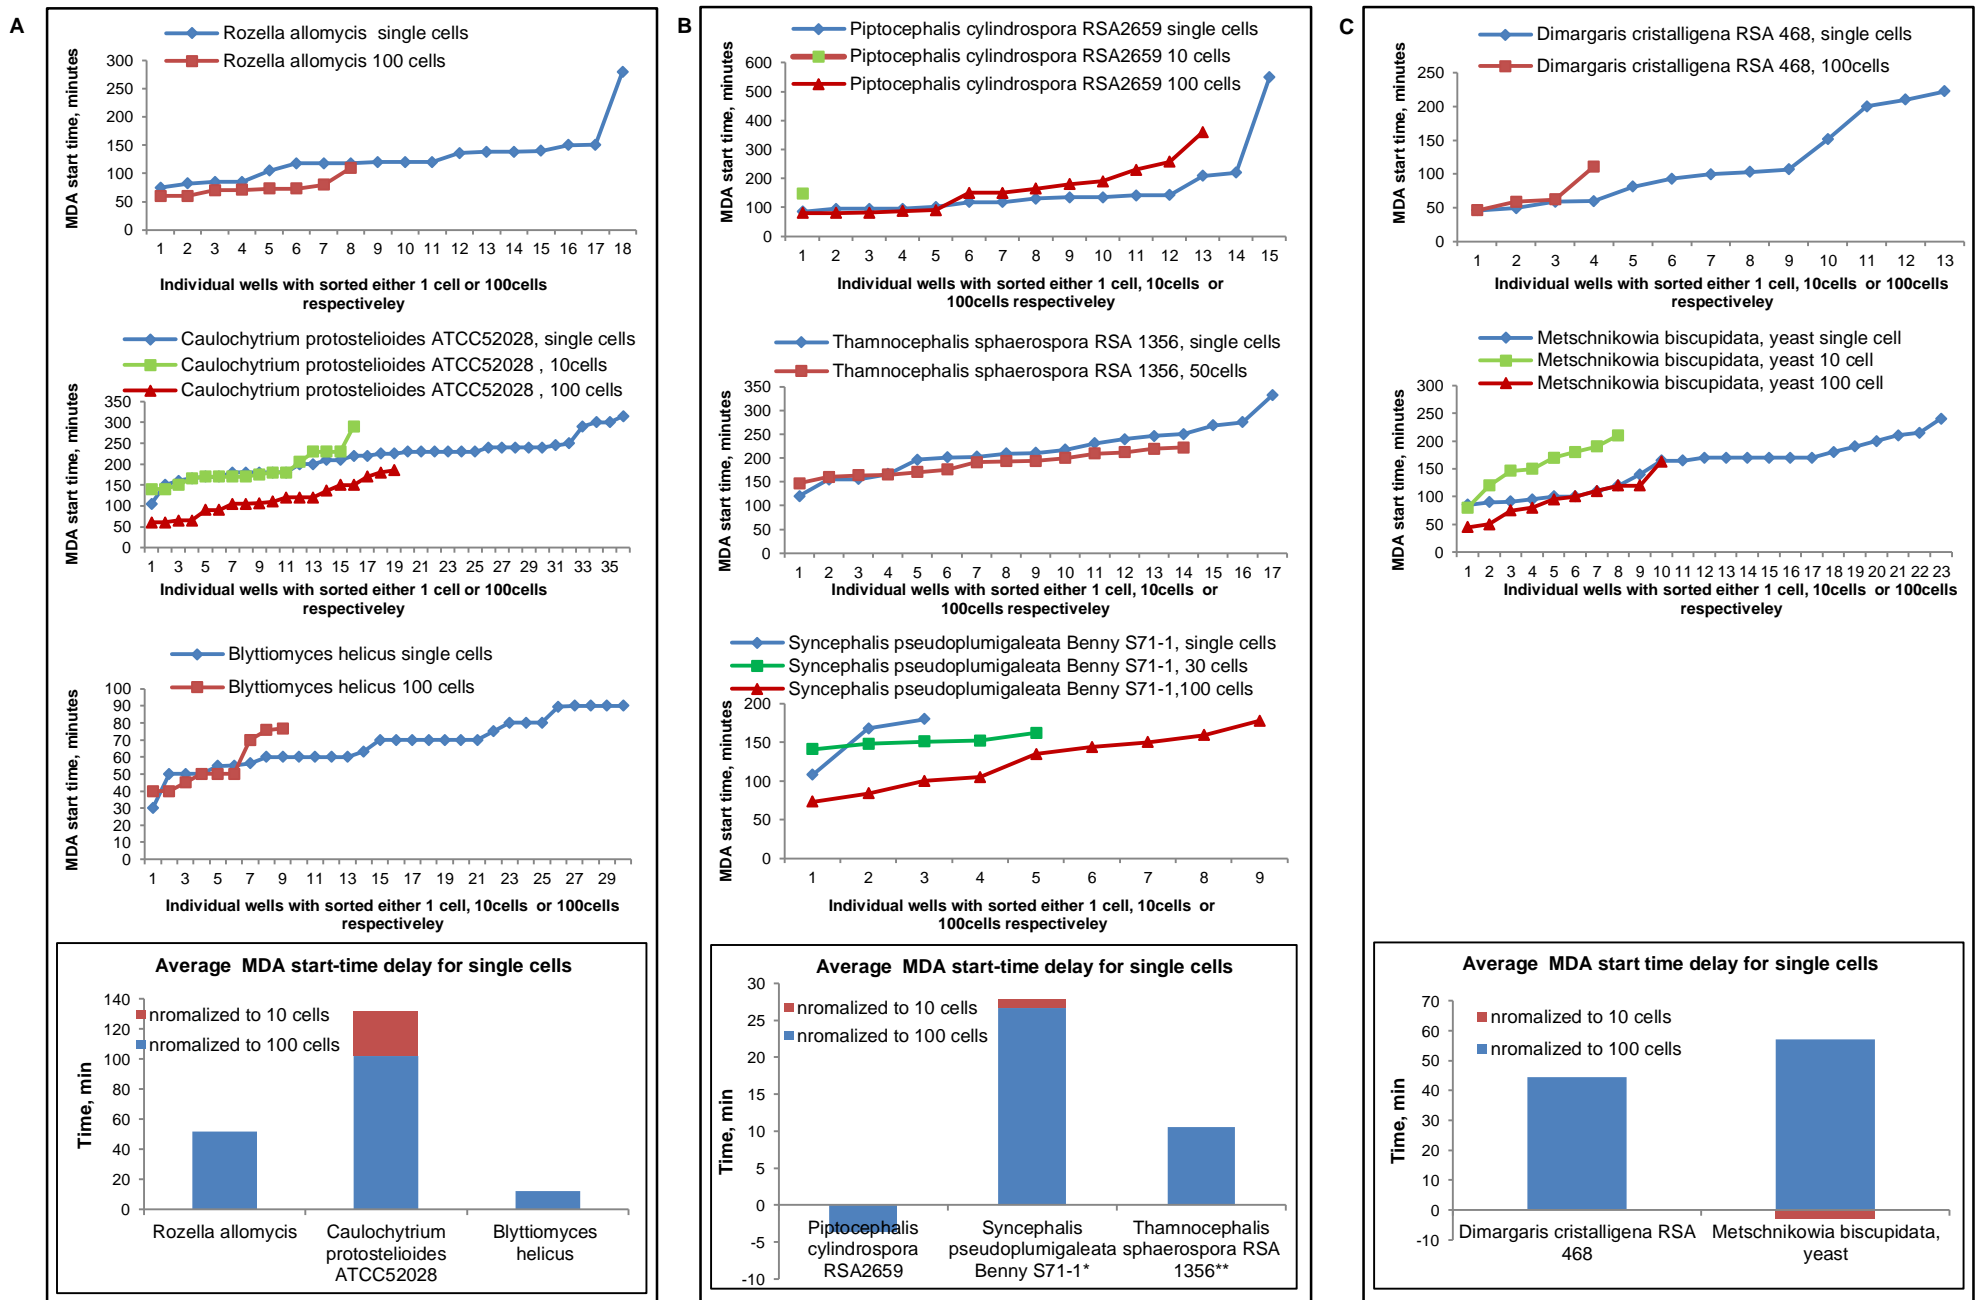 A
Rozella allomycis  single cells
Rozella allomycis 100 cells
MDA start time, minutes
300
250
200
150
100
50
0
1 2 3 4 5 6 7 8 9 10 11 12 13 14 15 16 17 18
Individual wells with sorted either 1 cell or 100cells
respectiveley
Caulochytrium protostelioides ATCC52028, single cells
Caulochytrium protostelioides ATCC52028 , 10cells
Caulochytrium protostelioides ATCC52028 , 100 cells
MDA start time, minutes
350
300
250
200
150
100
50
0
1 3 5 7 9 11 13 15 17 19 21 23 25 27 29 31 33 35
Individual wells with sorted either 1 cell or 100cells
respectiveley
Blyttiomyces helicus single cells
Blyttiomyces helicus 100 cells
MDA start time, minutes
100
90
80
70
60
50
40
30
20
10
0
1 3 5 7 9 11 13 15 17 19 21 23 25 27 29
Individual wells with sorted either 1 cell, 10cells  or 100cells
respectiveley
Average  MDA start-time delay for single cells
nromalized to 10 cells
nromalized to 100 cells
Time, min
140
120
100
80
60
40
20
0
Rozella allomycis
Caulochytrium
protostelioides
ATCC52028
Blyttiomyces
helicus
B
Piptocephalis cylindrospora RSA2659 single cells
Piptocephalis cylindrospora RSA2659 10 cells
Piptocephalis cylindrospora RSA2659 100 cells
MDA start time, minutes
600
500
400
300
200
100
0
1 2 3 4 5 6 7 8 9 10 11 12 13 14 15
Individual wells with sorted either 1 cell, 10cells  or
100cells respectiveley
Thamnocephalis sphaerospora RSA 1356, single cells
Thamnocephalis sphaerospora RSA 1356, 50cells
MDA start time, minutes
350
300
250
200
150
100
50
0
1 2 3 4 5 6 7 8 9 10 11 12 13 14 15 16 17
Individual wells with sorted either 1 cell, 10cells  or
100cells respectiveley
Syncephalis pseudoplumigaleata Benny S71-1, single cells
Syncephalis pseudoplumigaleata Benny S71-1, 30 cells
Syncephalis pseudoplumigaleata Benny S71-1,100 cells
MDA start time, minutes
200
150
100
50
0
1 2 3 4 5 6 7 8 9
Individual wells with sorted either 1 cell, 10cells  or
100cells respectiveley
Average  MDA start-time delay for single cells
nromalized to 10 cells
nromalized to 100 cells
Time, min
30
25
20
15
10
5
0
-5
-10
Piptocephalis
cylindrospora
RSA2659
Syncephalis
pseudoplumigaleata
Benny S71-1*
Thamnocephalis
sphaerospora RSA
1356**
C
Dimargaris cristalligena RSA 468, single cells
Dimargaris cristalligena RSA 468, 100cells
MDA start time, minutes
250
200
150
100
50
0
1 2 3 4 5 6 7 8 9 10 11 12 13
Individual wells with sorted either 1 cell, 10cells  or 100cells
respectiveley
Metschnikowia biscupidata, yeast single cell
Metschnikowia biscupidata, yeast 10 cell
Metschnikowia biscupidata, yeast 100 cell
MDA start time, minutes
300
250
200
150
100
50
0
1 2 3 4 5 6 7 8 9 10 11 12 13 14 15 16 17 18 19 20 21 22 23
Individual wells with sorted either 1 cell, 10cells  or 100cells
respectiveley
Average  MDA start time delay for single cells
nromalized to 10 cells
nromalized to 100 cells
Time, min
70
60
50
40
30
20
10
0
-10
Dimargaris cristalligena RSA
468
Metschnikowia biscupidata,
yeast